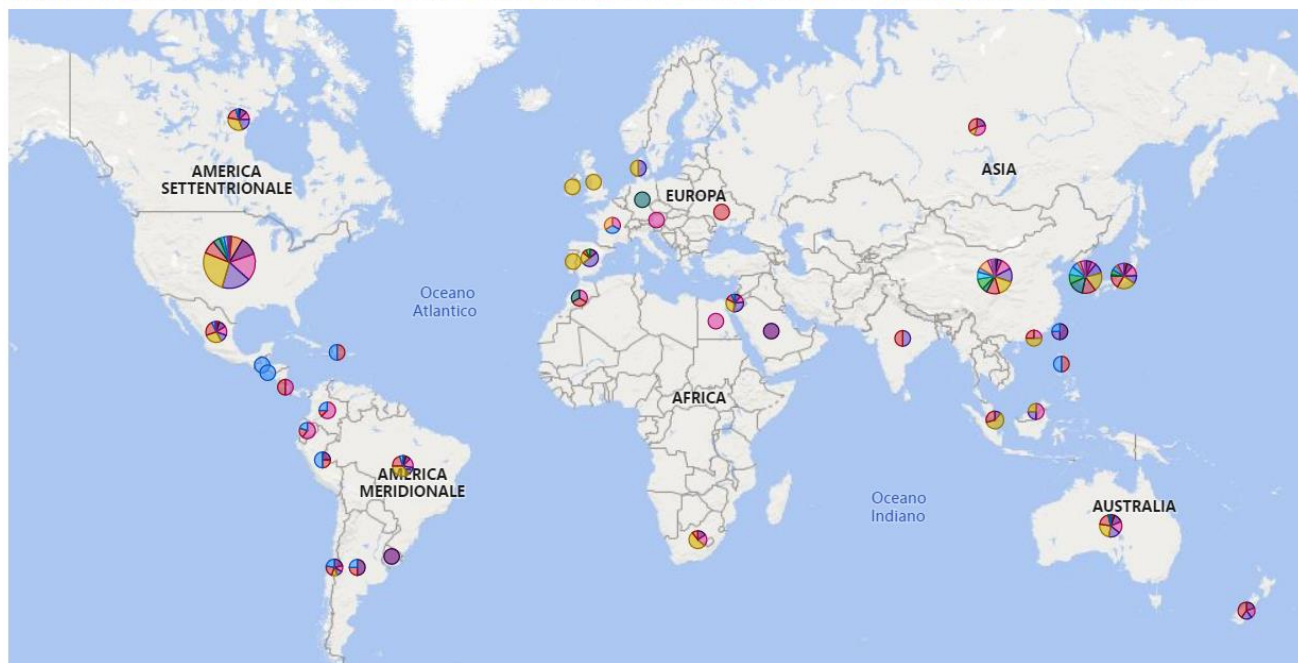 AMERICA
SETTENTRIONALE
EUROPA
ASIA
Oceano
Atlantico
AFRICA
AMERICA
MERIDIONALE
Oceano
Indiano
AUSTRALIA